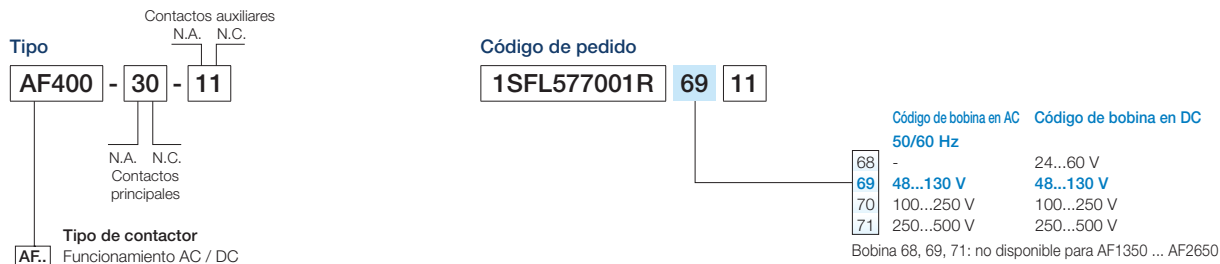 Contactos auxiliares
N.A. N.C.
Tipo
AF400 - 30 - 11
N.A. N.C.
Contactos
principales
Tipo de contactor
AF.. Funcionamiento AC / DC
Código de pedido
1SFL577001R 69 11
Código de bobina en AC Código de bobina en DC
50/60 Hz
68 - 24...60 V
69 48...130 V 48...130 V
70 100...250 V 100...250 V
71 250...500 V 250...500 V
Bobina 68, 69, 71: no disponible para AF1350 ... AF2650